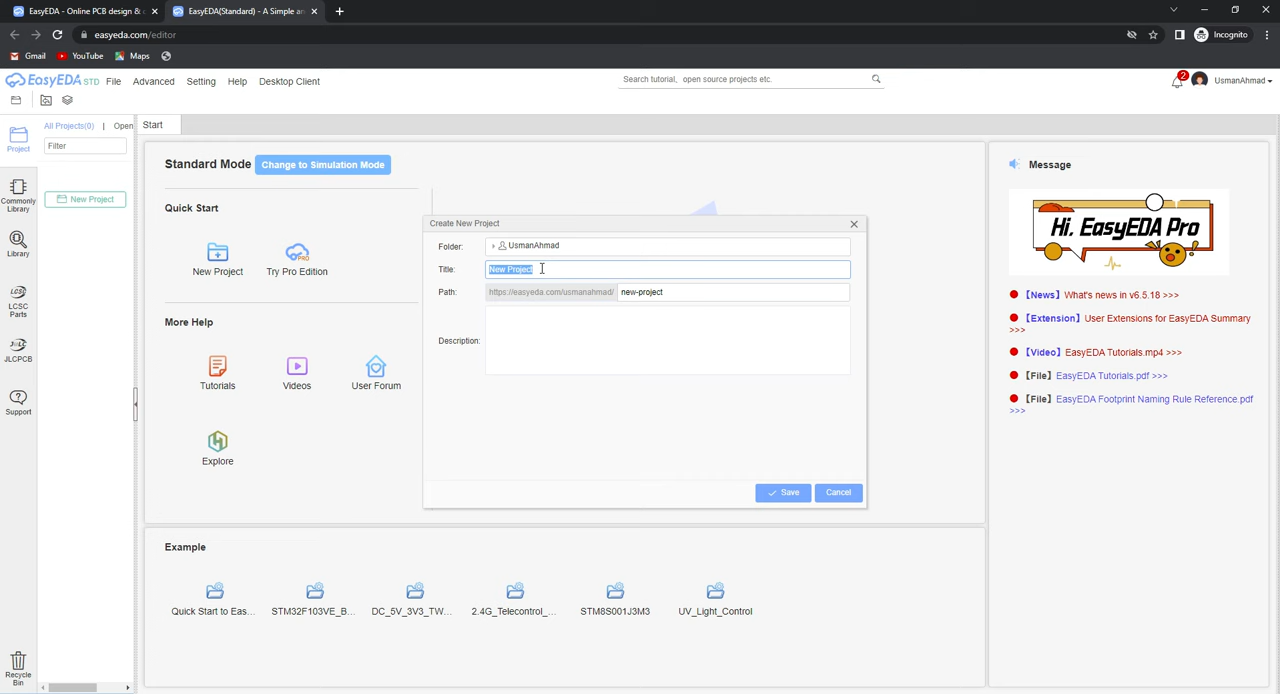 EasyEDA - Online PCB design & c
EasyEDA(Standard) - A Simple an
easyeda.com/editor
Incognito
Gmail
YouTube
Maps
EasyEDA STD
File
Advanced
Setting
Help
Desktop Client
Search tutorial, open source projects etc.
2
UsmanAhmad
Project
Commonly
Library
Library
LCSC
Parts
JLCPCB
Support
Recycle
Bin
All Projects(0) | Open
Filter
New Project
Start
Standard Mode
Change to Simulation Mode
Quick Start
New Project
PRO
Try Pro Edition
More Help
Tutorials
Videos
User Forum
Explore
Create New Project
Folder:
UsmanAhmad
Title:
New Project
Path:
https://easyeda.com/usmanahmad/
new-project
Description:
Save
Cancel
Example
Quick Start to Eas...
STM32F103VE_B...
DC_5V_3V3_TW...
2.4G_Telecontrol_...
STM8S001J3M3
UV_Light_Control
Message
Hi, EasyEDA Pro
【News】What's news in v6.5.18 >>>
【Extension】User Extensions for EasyEDA Summary
>>>
【Video】EasyEDA Tutorials.mp4 >>>
【File】EasyEDA Tutorials.pdf >>>
【File】EasyEDA Footprint Naming Rule Reference.pdf
>>>